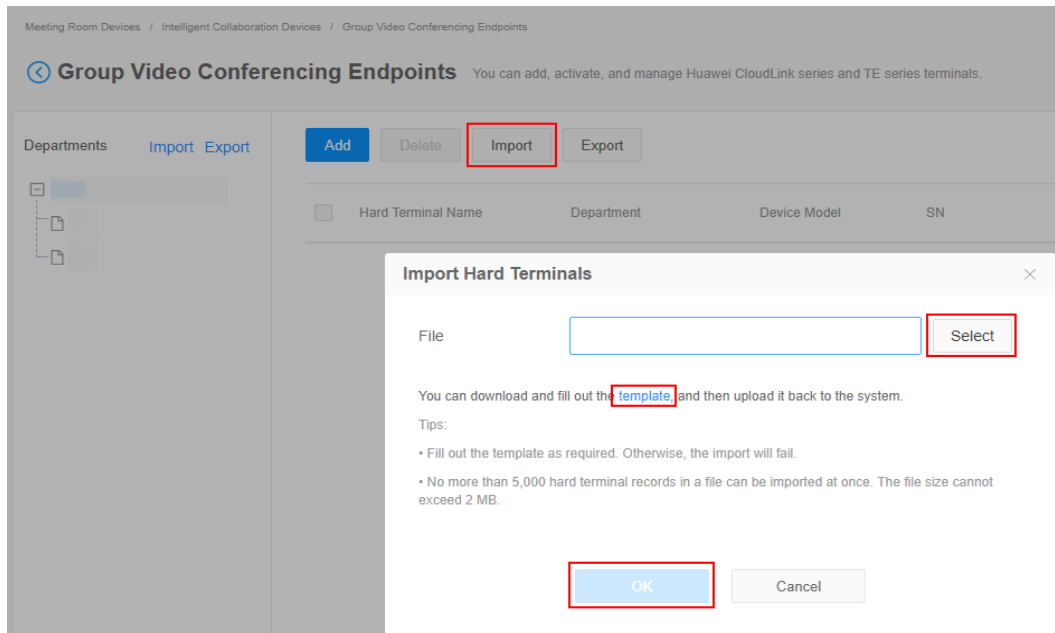 Meeting Room Devices / Intelligent Collaboration Devices / Group Video Conferencing Endpoints
Group Video Conferencing Endpoints You can add, activate, and manage Huawei CloudLink series and TE series terminals.
Departments Import Export
Add Delete Import Export
Hard Terminal Name Department Device Model SN
Import Hard Terminals
File Select
You can download and fill out the template, and then upload it back to the system.
Tips:
• Fill out the template as required. Otherwise, the import will fail.
• No more than 5,000 hard terminal records in a file can be imported at once. The file size cannot
exceed 2 MB.
OK Cancel